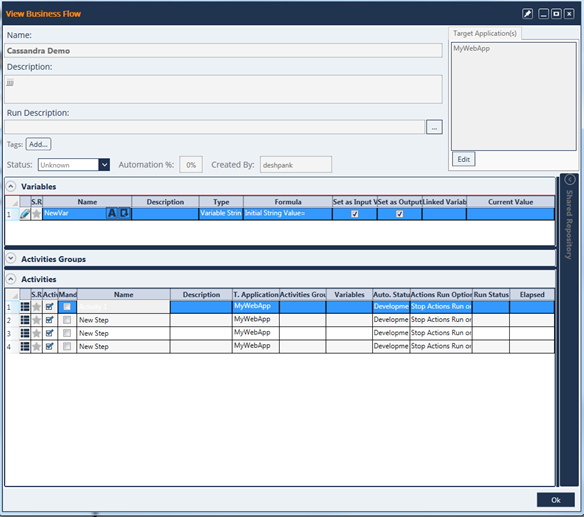 View Business Flow
Name:
Cassandra Demo
Target Application(s)
MyWebApp
Description:
Run Description:
...
Tags: Add...
Edit
Status: Unknown Automation %: 0% Created By: deshpank
Shared Repository
Variables
S.R Name Description Type Formula Set as Input V Set as Output Linked Variab Current Value
1 NewVar A Variable Strin Initial String Value=
Activities Groups
Activities
S.R Activ Mand Name Description T. Application Activities Grou Variables Auto. Statu Actions Run Option Run Status Elapsed
1 MyWebApp Developme Stop Actions Run or
2 New Step MyWebApp Developme Stop Actions Run or
3 New Step MyWebApp Developme Stop Actions Run or
4 New Step MyWebApp Developme Stop Actions Run or
Ok